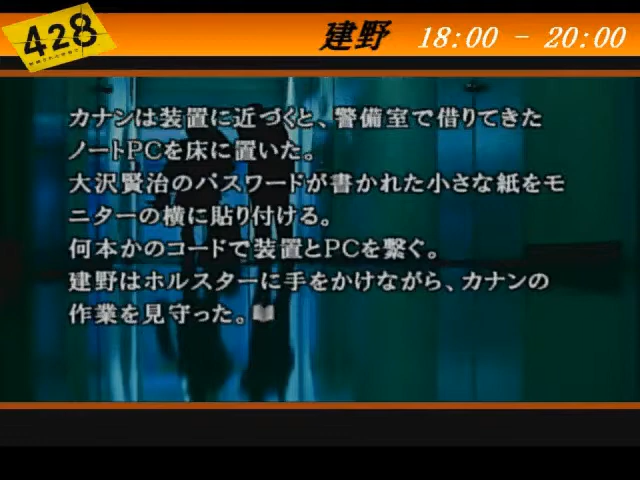 428
建野 18:00 - 20:00
カナンは装置に近づくと、警備室で借りてきた
ノートPCを床に置いた。
大沢賢治のパスワードが書かれた小さな紙をモ
ニターの横に貼り付ける。
何本かのコードで装置とPCを繋ぐ。
建野はホルスターに手をかけながら、カナンの
作業を見守った。